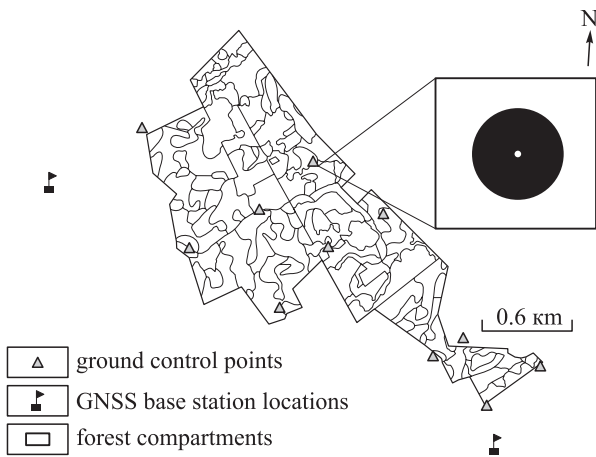 N
0.6 км
ground control points
GNSS base station locations
forest compartments